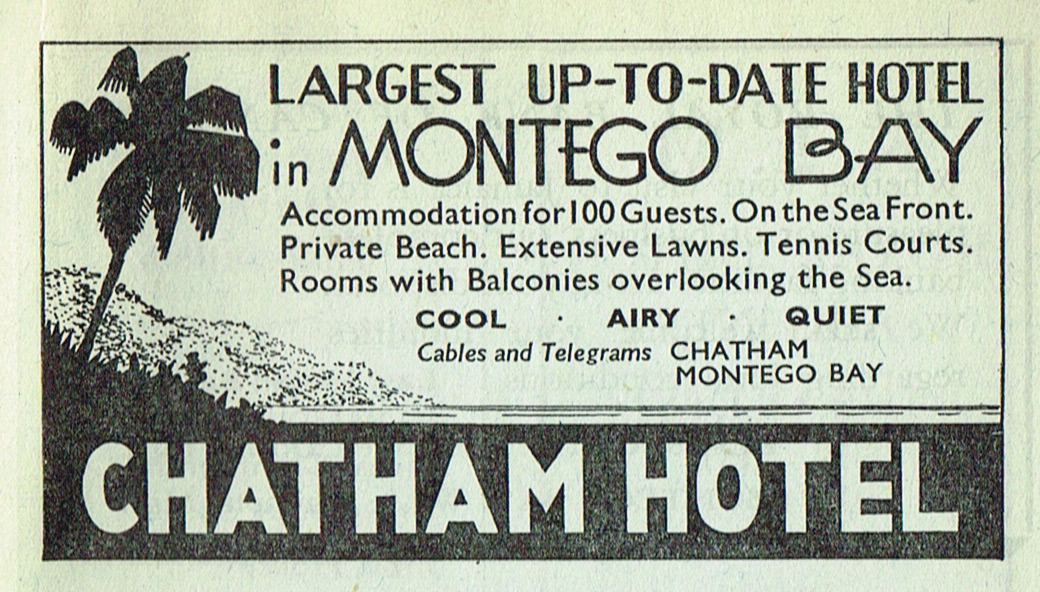 LARGEST UP-TO-DATE HOTEL
in MONTEGO BAY
Accommodation for 100 Guests. On the Sea Front.
Private Beach. Extensive Lawns. Tennis Courts.
Rooms with Balconies overlooking the Sea.
COOL · AIRY · QUIET
Cables and Telegrams CHATHAM
MONTEGO BAY
CHATHAM HOTEL